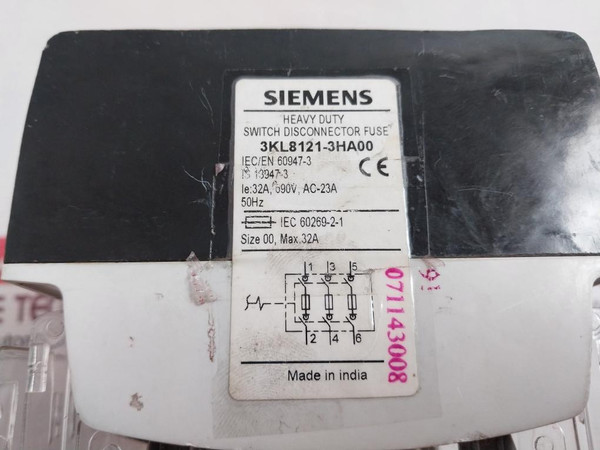 SIEMENS
HEAVY DUTY
SWITCH DISCONNECTOR FUSE
3KL8121-3HA00
IEC/EN 60947-3
IS 13947-3
CE
Ie:32A, 690V, AC-23A
50Hz
IEC 60269-2-1
Size 00, Max.32A
1 3 5
2 4 6
071143008
91
Made in india